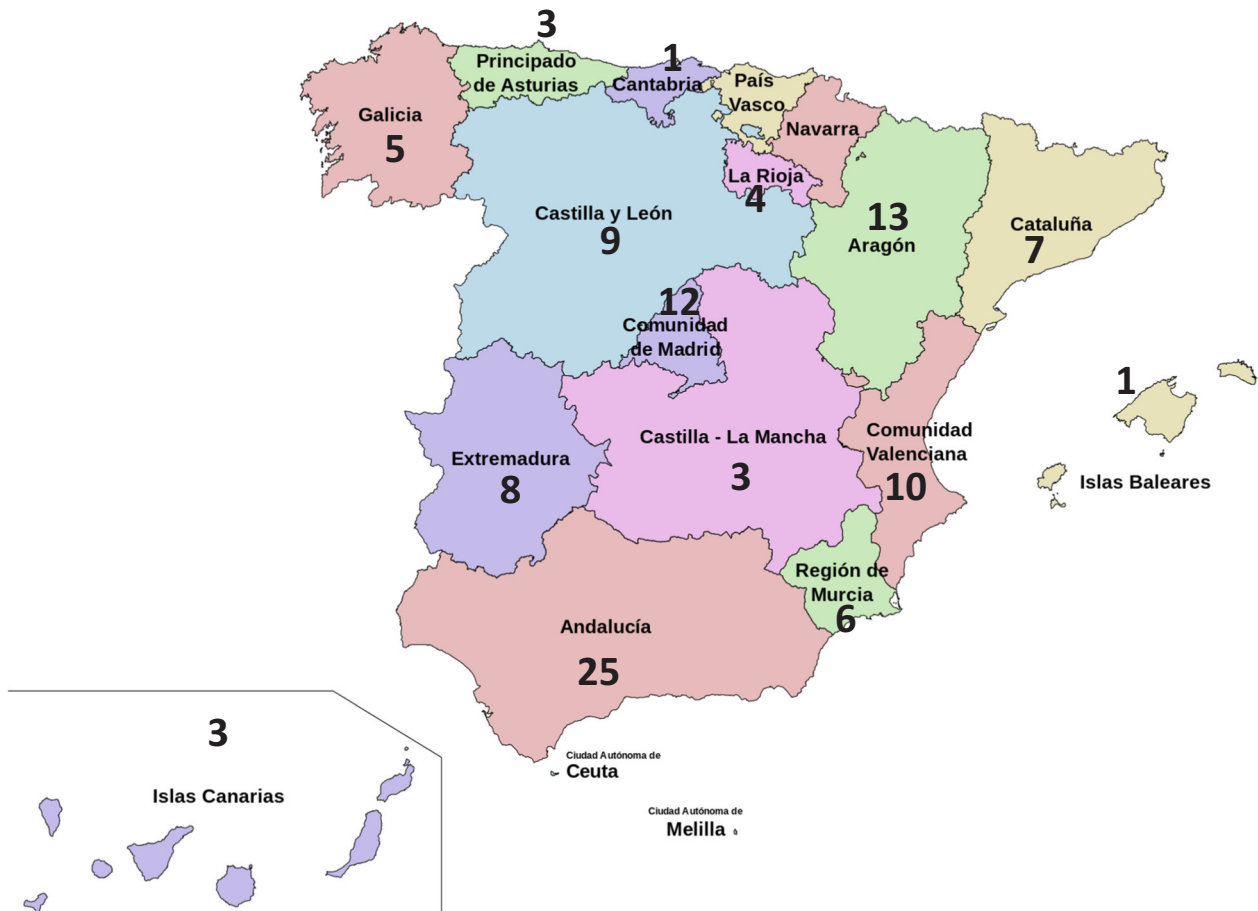 3
Principado
de Asturias
1
Cantabria
País
Vasco
Galicia
5
Navarra
La Rioja
4
Castilla y León
9
13
Aragón
Cataluña
7
12
Comunidad
de Madrid
1
Islas Baleares
Extremadura
8
Castilla - La Mancha
3
Comunidad
Valenciana
10
Región de
Murcia
6
Andalucía
25
3
Islas Canarias
Ciudad Autónoma de
Ceuta
Ciudad Autónoma de
Melilla